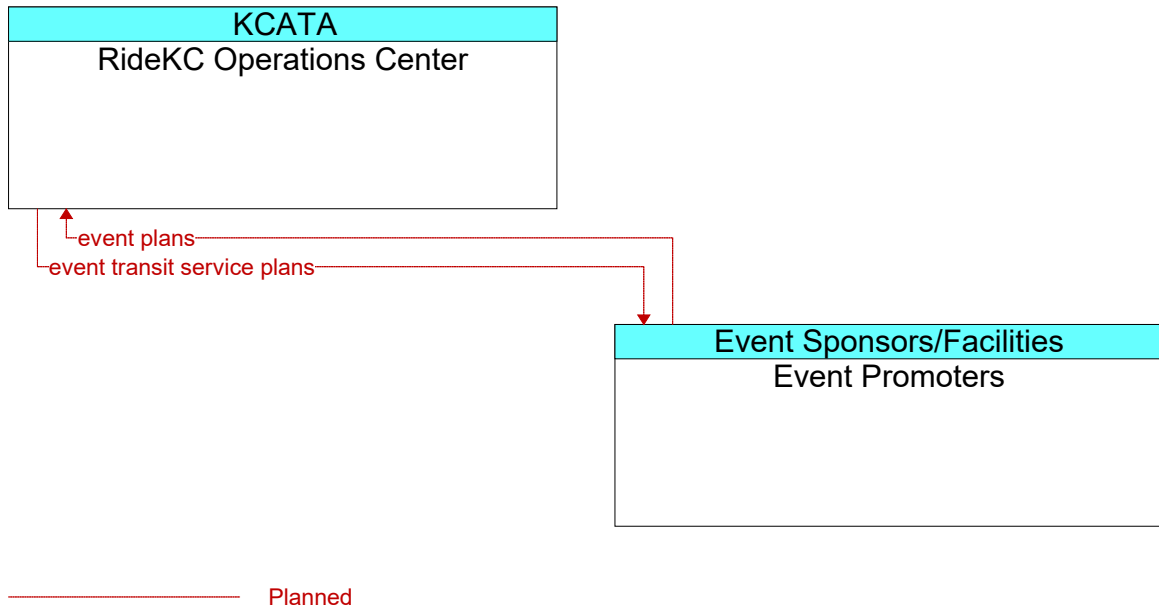 KCATA
RideKC Operations Center
event plans
event transit service plans
Event Sponsors/Facilities
Event Promoters
Planned